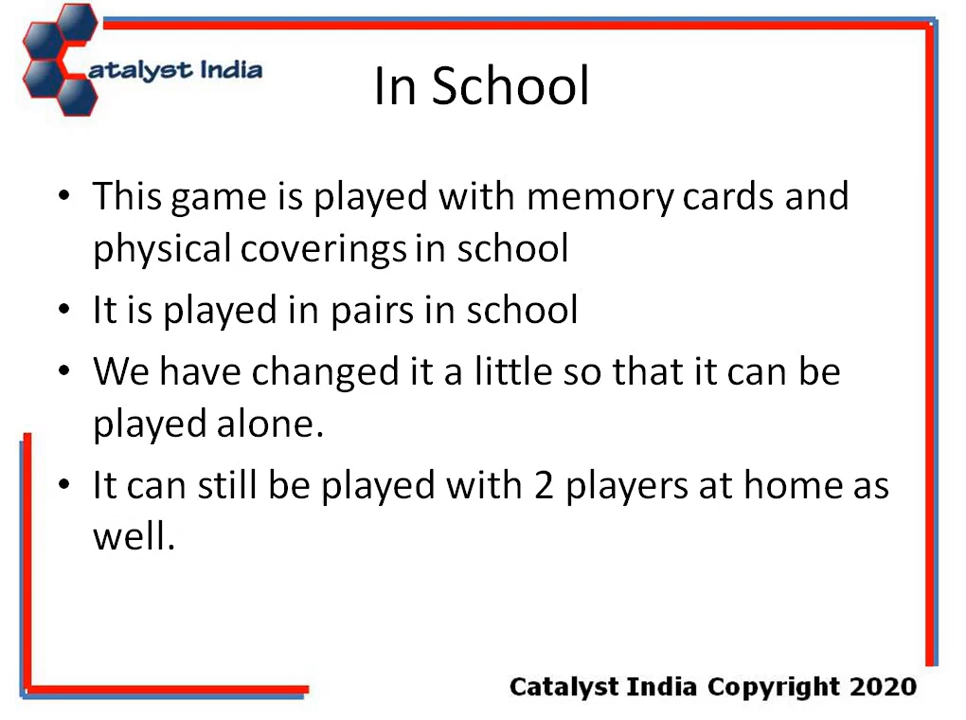 Catalyst India
In School
• This game is played with memory cards and
physical coverings in school
• It is played in pairs in school
• We have changed it a little so that it can be
played alone.
• It can still be played with 2 players at home as
well.
Catalyst India Copyright 2020